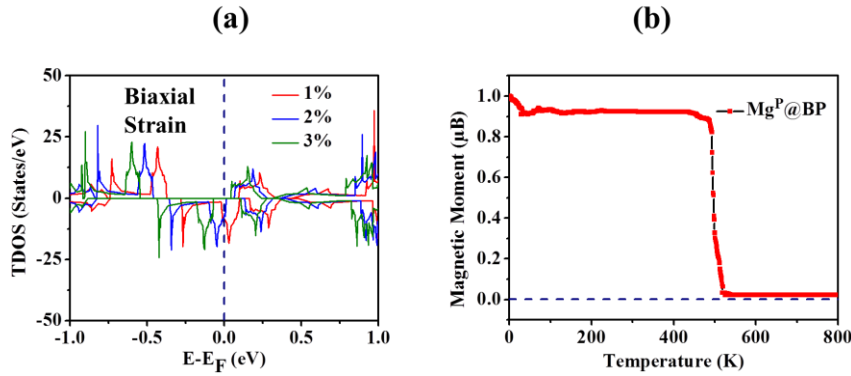 (a)
(b)
50
25
0
-25
-50
TDOS (States/eV)
Biaxial
Strain
1%
2%
3%
-1.0
-0.5
0.0
0.5
1.0
E-E_F (eV)
1.0
0.8
0.6
0.4
0.2
0.0
Magnetic Moment (μB)
Mg^P@BP
0
200
400
600
800
Temperature (K)